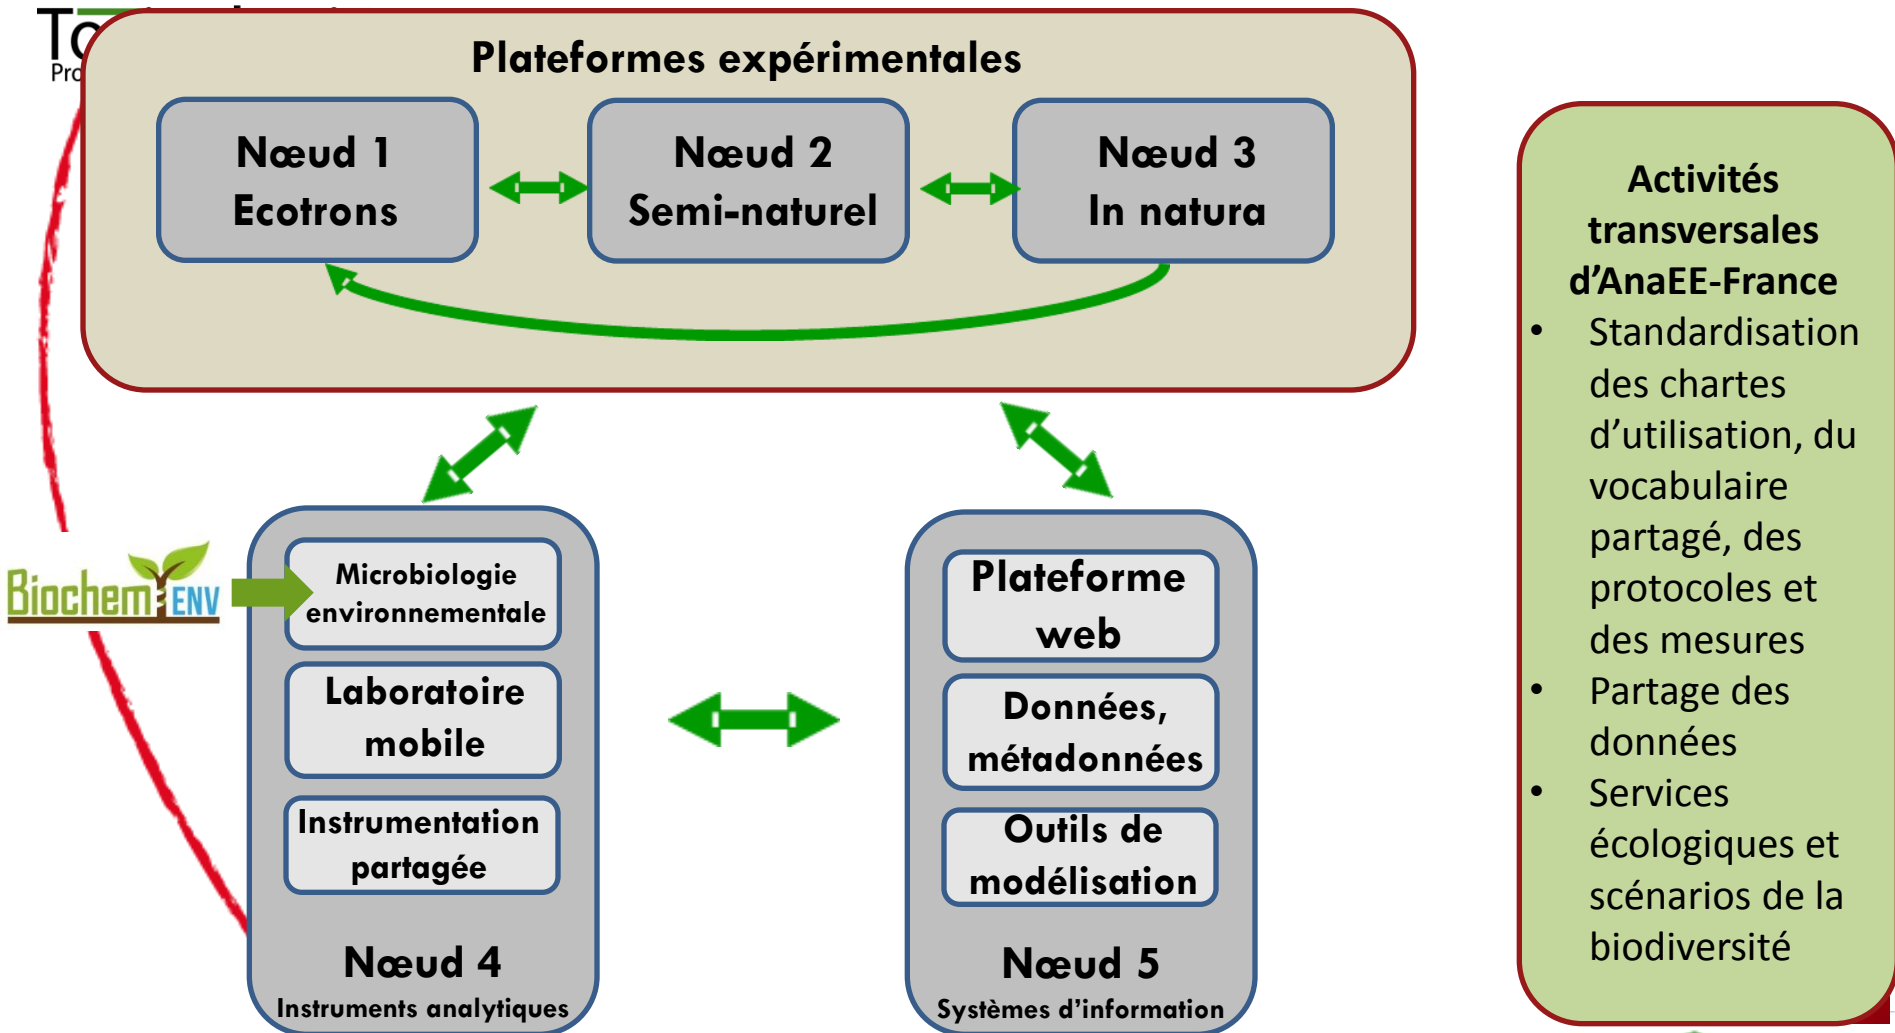 Plateformes expérimentales
Nœud 1
Ecotrons
Nœud 2
Semi-naturel
Nœud 3
In natura
Biochem ENV
Microbiologie
environnementale
Laboratoire
mobile
Instrumentation
partagée
Nœud 4
Instruments analytiques
Plateforme
web
Données,
métadonnées
Outils de
modélisation
Nœud 5
Systèmes d’information
Activités
transversales
d’AnaEE-France
• Standardisation
des chartes
d’utilisation, du
vocabulaire
partagé, des
protocoles et
des mesures
• Partage des
données
• Services
écologiques et
scénarios de la
biodiversité